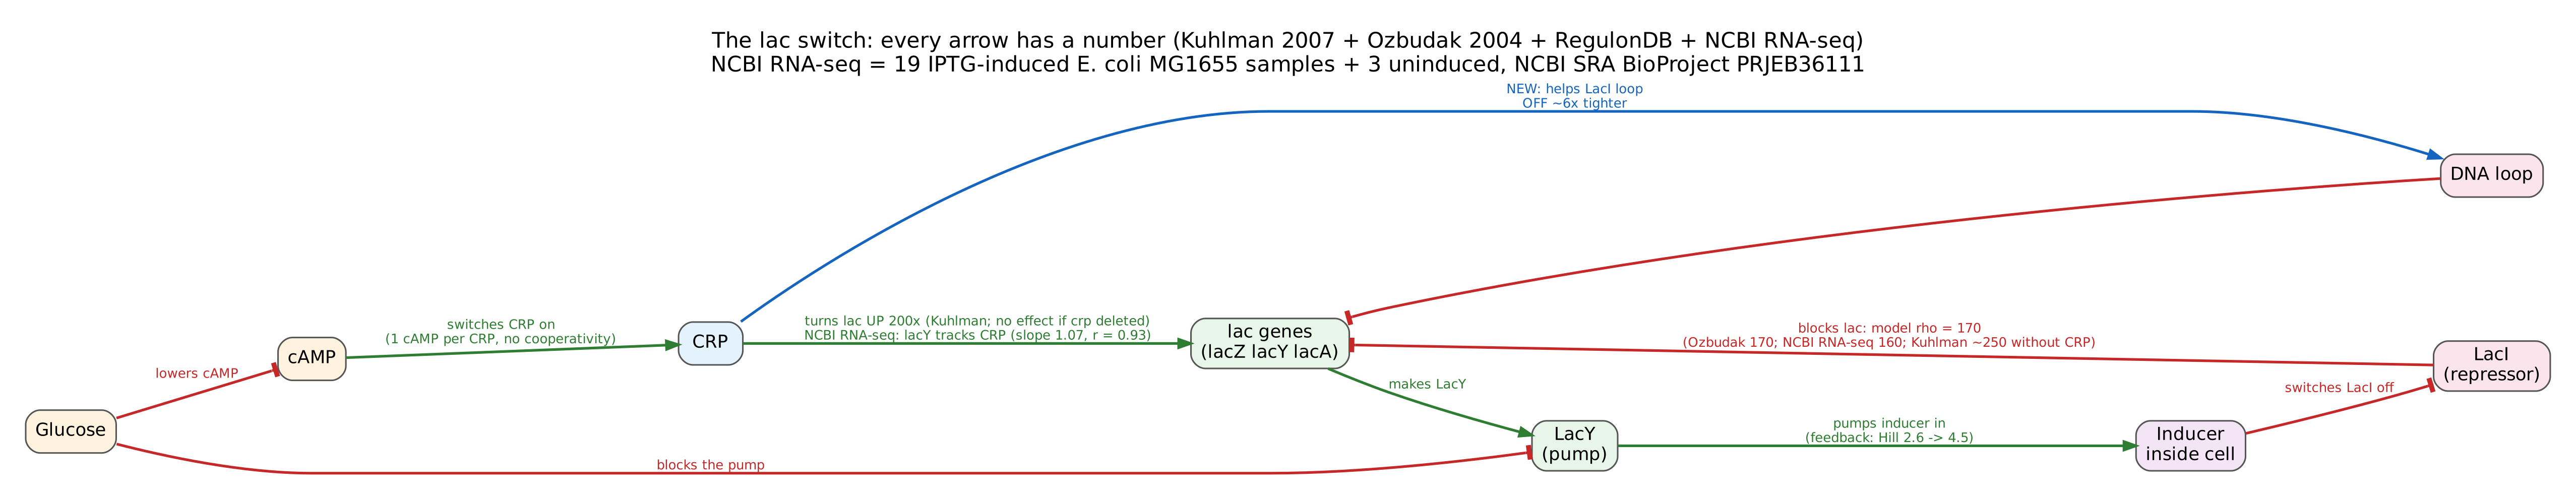 The lac switch: every arrow has a number (Kuhlman 2007 + Ozbudak 2004 + RegulonDB + NCBI RNA-seq)
NCBI RNA-seq = 19 IPTG-induced E. coli MG1655 samples + 3 uninduced, NCBI SRA BioProject PRJEB36111
NEW: helps LacI loop
OFF ~6x tighter
DNA loop
switches CRP on
(1 cAMP per CRP, no cooperativity)
turns lac UP 200x (Kuhlman; no effect if crp deleted)
NCBI RNA-seq: lacY tracks CRP (slope 1.07, r = 0.93)
lac genes
(lacZ lacY lacA)
blocks lac: model rho = 170
(Ozbudak 170; NCBI RNA-seq 160; Kuhlman ~250 without CRP)
CRP
cAMP
LacI
(repressor)
lowers cAMP
makes LacY
switches LacI off
Glucose
LacY
(pump)
pumps inducer in
(feedback: Hill 2.6 -> 4.5)
Inducer
inside cell
blocks the pump